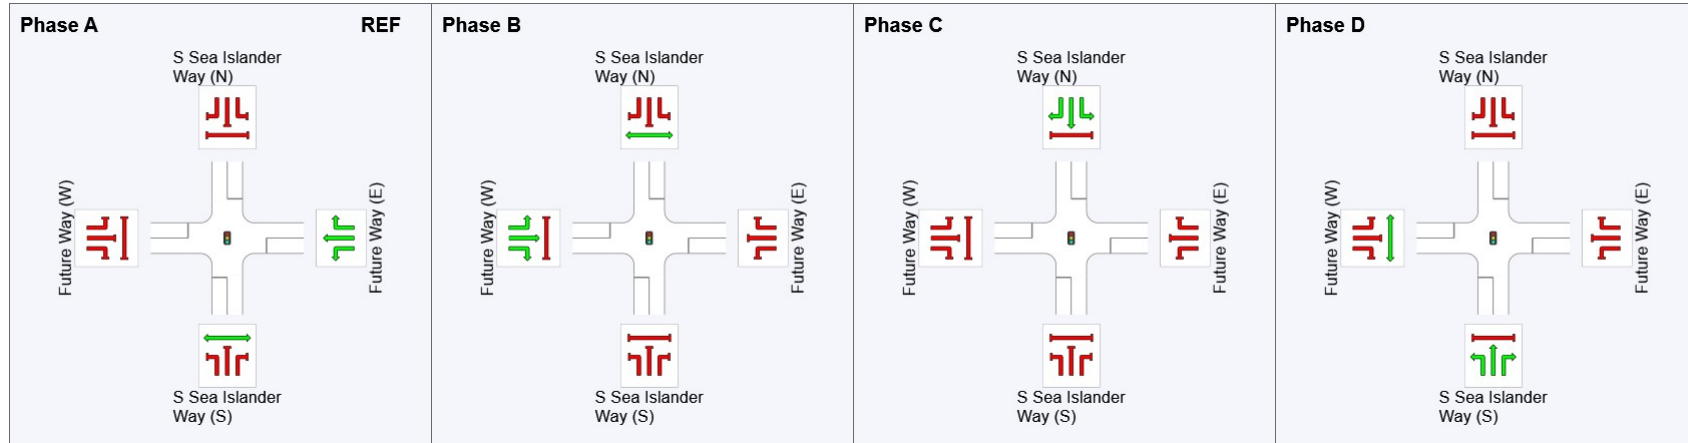 Phase A
REF
S Sea Islander
Way (N)
Future Way (W)
Future Way (E)
S Sea Islander
Way (S)
Phase B
S Sea Islander
Way (N)
Future Way (W)
Future Way (E)
S Sea Islander
Way (S)
Phase C
S Sea Islander
Way (N)
Future Way (W)
Future Way (E)
S Sea Islander
Way (S)
Phase D
S Sea Islander
Way (N)
Future Way (W)
Future Way (E)
S Sea Islander
Way (S)